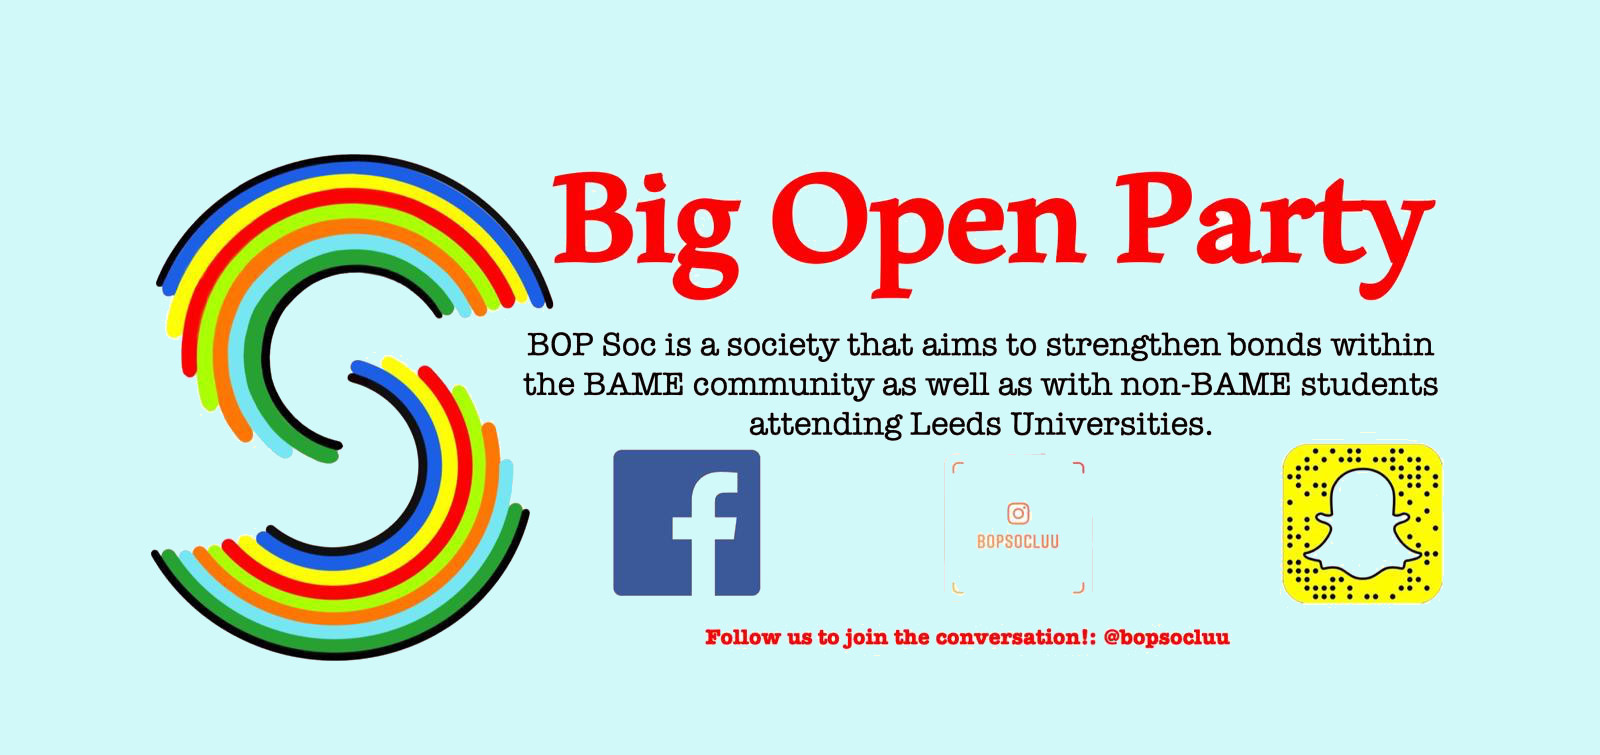 Big Open Party
BOP Soc is a society that aims to strengthen bonds within
the BAME community as well as with non-BAME students
attending Leeds Universities.
BOPSOCLUU
Follow us to join the conversation!: @bopsocluu